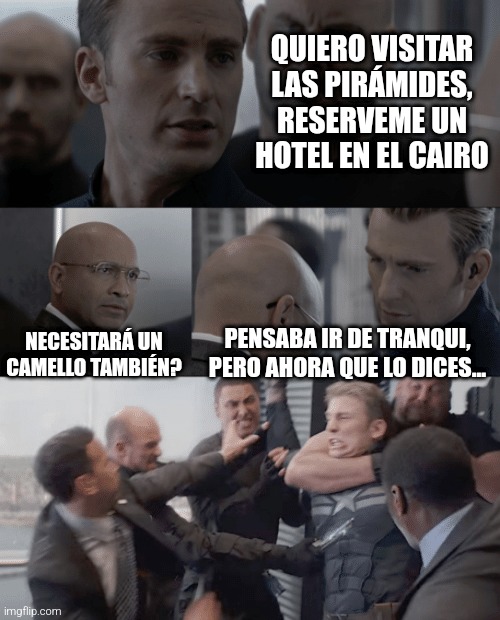 QUIERO VISITAR
LAS PIRÁMIDES,
RESERVEME UN
HOTEL EN EL CAIRO
NECESITARÁ UN
CAMELLO TAMBIÉN?
PENSABA IR DE TRANQUI,
PERO AHORA QUE LO DICES...
imgflip.com